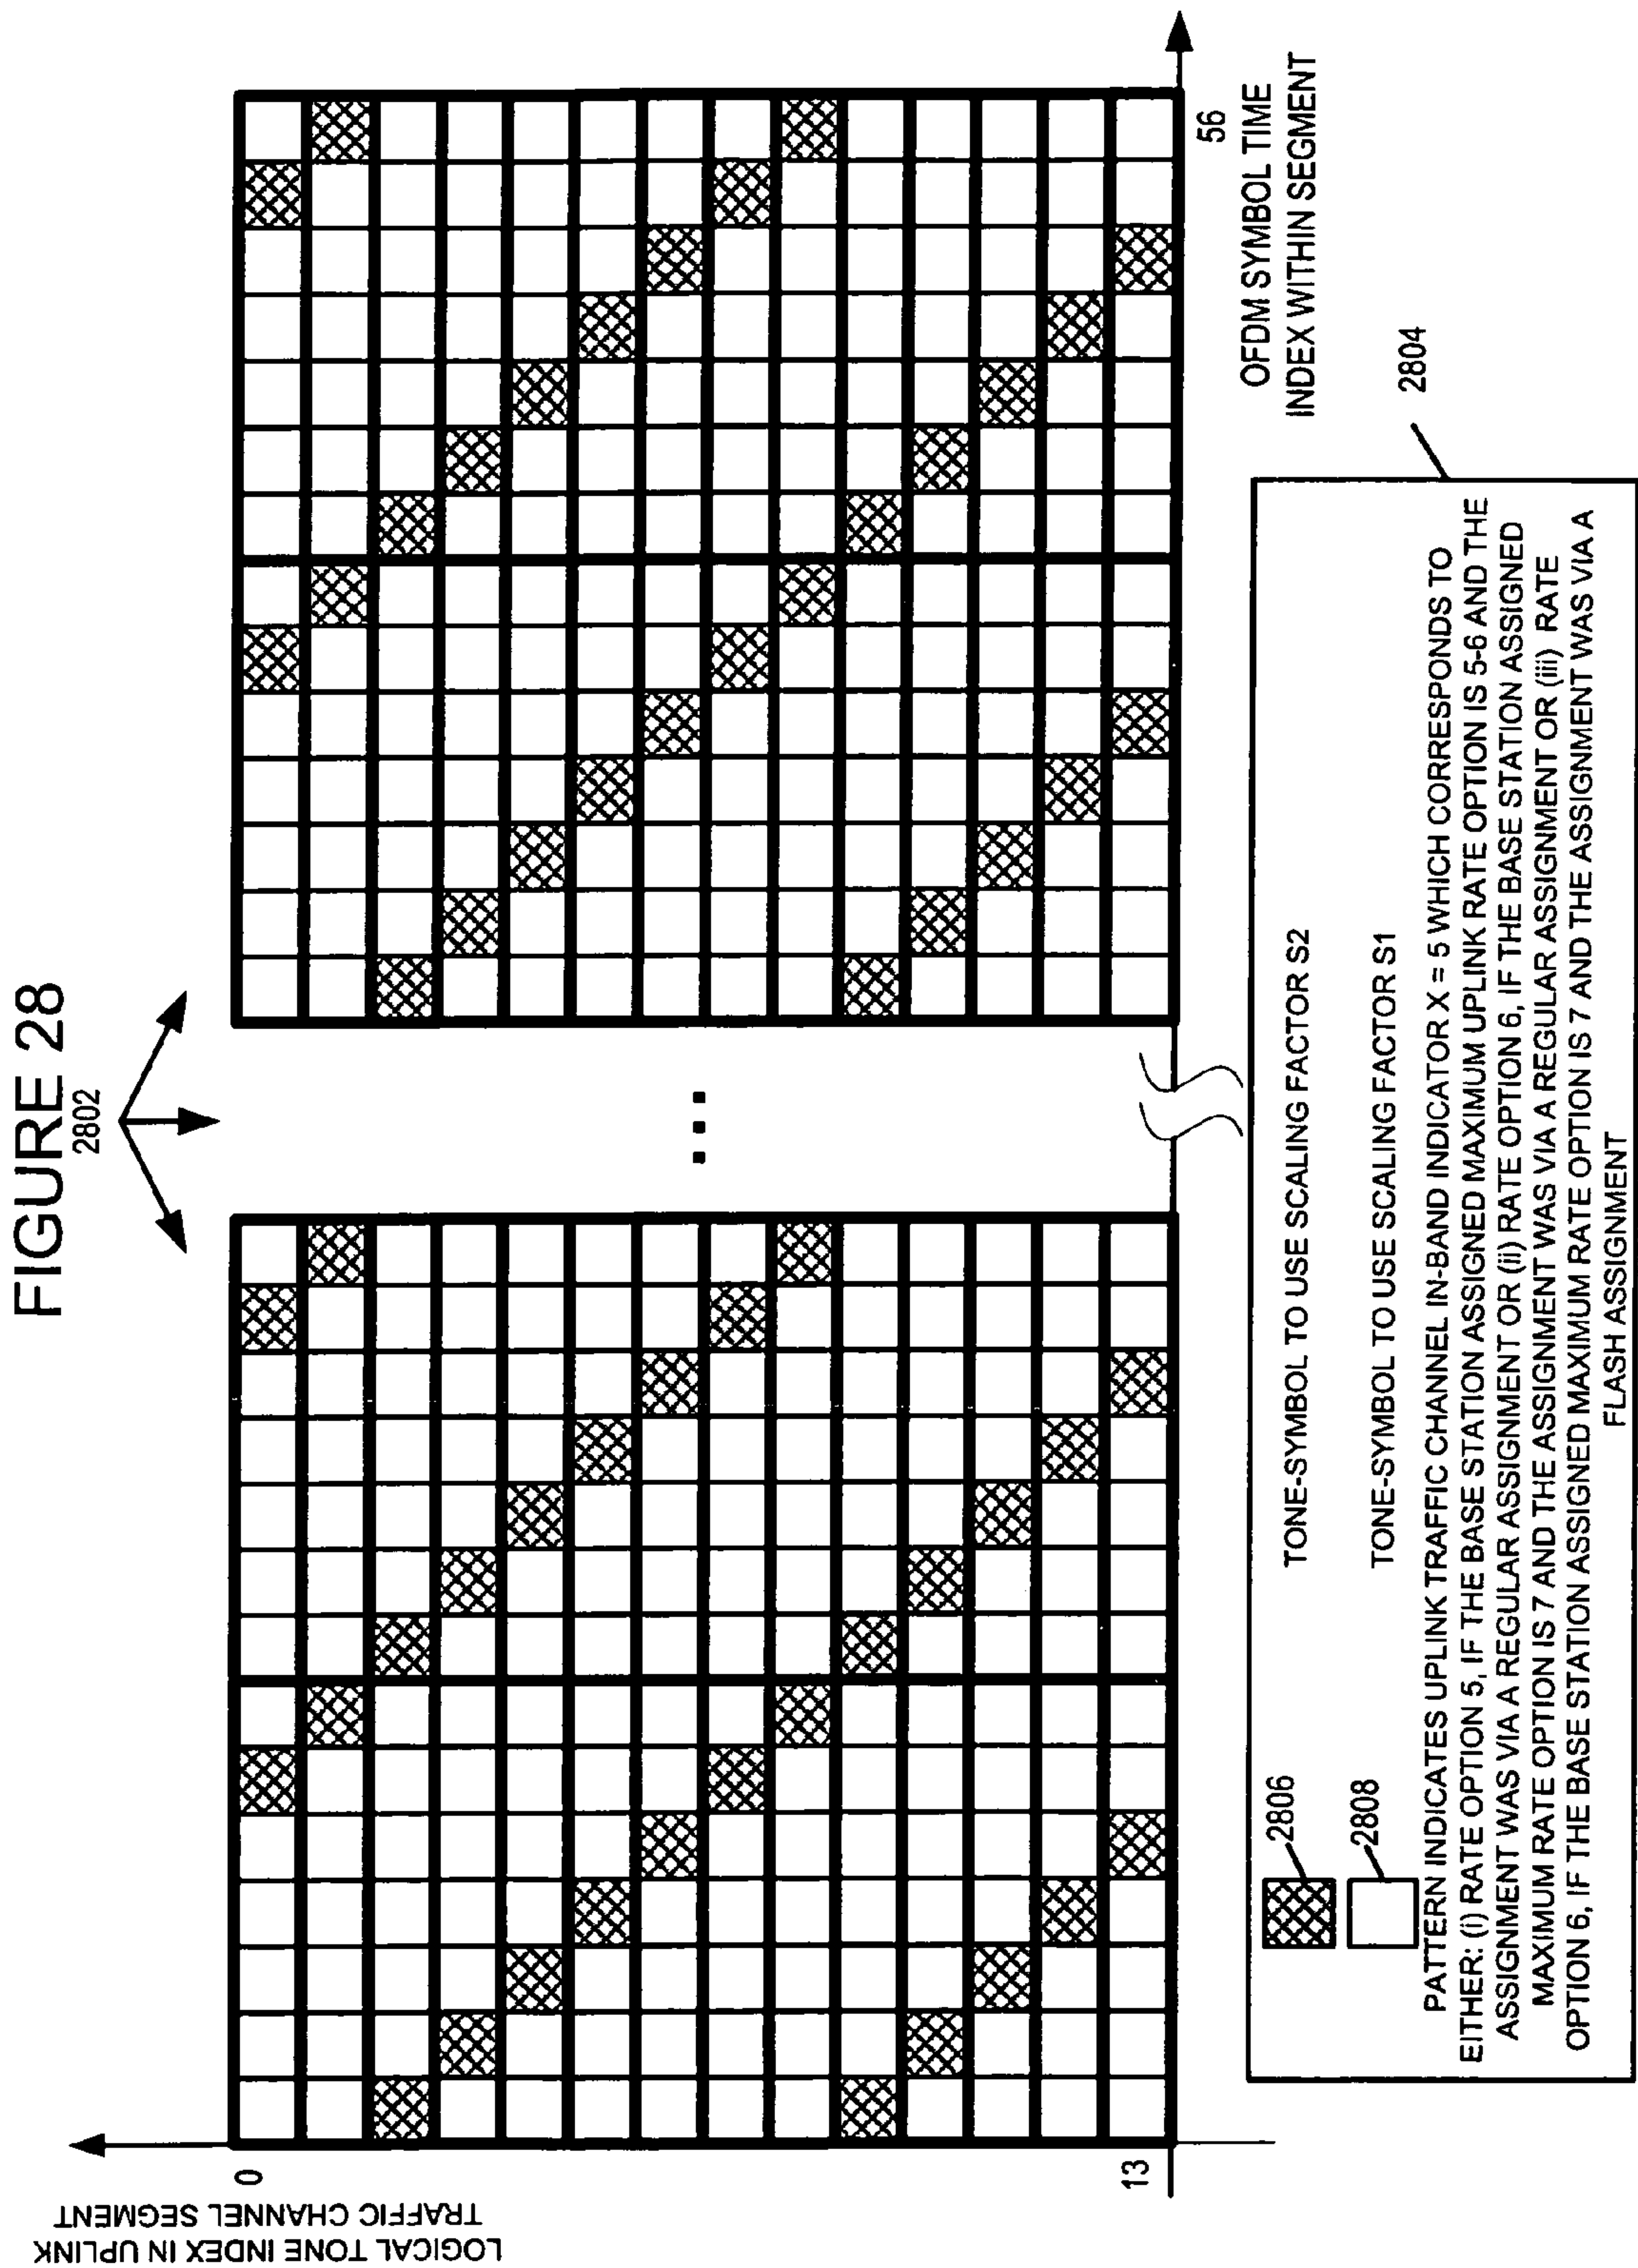 FIGURE 28
2802
LOGICAL TONE INDEX IN UPLINK
TRAFFIC CHANNEL SEGMENT
0
13
...
56
OFDM SYMBOL TIME
INDEX WITHIN SEGMENT
2804
2806
TONE-SYMBOL TO USE SCALING FACTOR S2
2808
TONE-SYMBOL TO USE SCALING FACTOR S1
PATTERN INDICATES UPLINK TRAFFIC CHANNEL IN-BAND INDICATOR X = 5 WHICH CORRESPONDS TO
EITHER: (i) RATE OPTION 5, IF THE BASE STATION ASSIGNED MAXIMUM UPLINK RATE OPTION IS 5-6 AND THE
ASSIGNMENT WAS VIA A REGULAR ASSIGNMENT OR (ii) RATE OPTION 6, IF THE BASE STATION ASSIGNED
MAXIMUM RATE OPTION IS 7 AND THE ASSIGNMENT WAS VIA A REGULAR ASSIGNMENT OR (iii) RATE
OPTION 6, IF THE BASE STATION ASSIGNED MAXIMUM RATE OPTION IS 7 AND THE ASSIGNMENT WAS VIA A
FLASH ASSIGNMENT